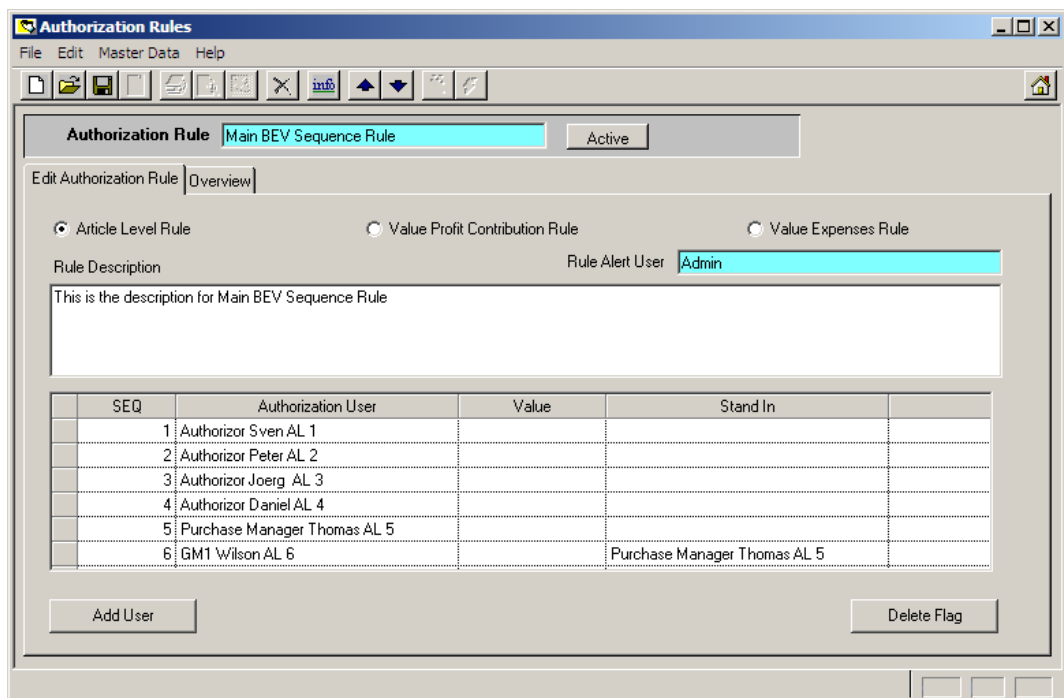 Authorization Rules
File Edit Master Data Help
info
Authorization Rule Main BEV Sequence Rule Active
Edit Authorization Rule Overview
Article Level Rule Value Profit Contribution Rule Value Expenses Rule
Rule Description Rule Alert User Admin
This is the description for Main BEV Sequence Rule
SEQ Authorization User Value Stand In
1 Authorizor Sven AL 1
2 Authorizor Peter AL 2
3 Authorizor Joerg  AL 3
4 Authorizor Daniel AL 4
5 Purchase Manager Thomas AL 5
6 GM1 Wilson AL 6 Purchase Manager Thomas AL 5
Add User Delete Flag